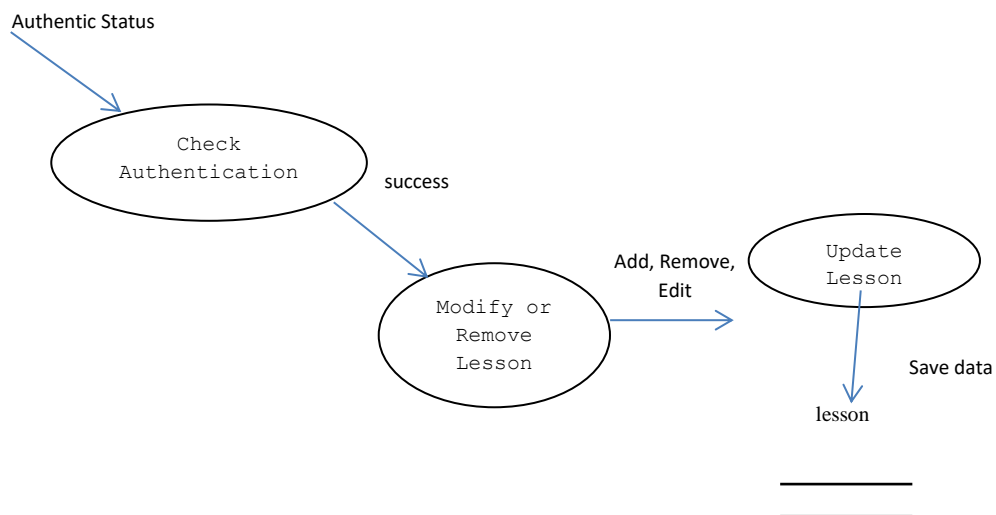 Authentic Status
Check
Authentication
success
Add, Remove,
Edit
Update
Lesson
Modify or
Remove
Lesson
Save data
lesson